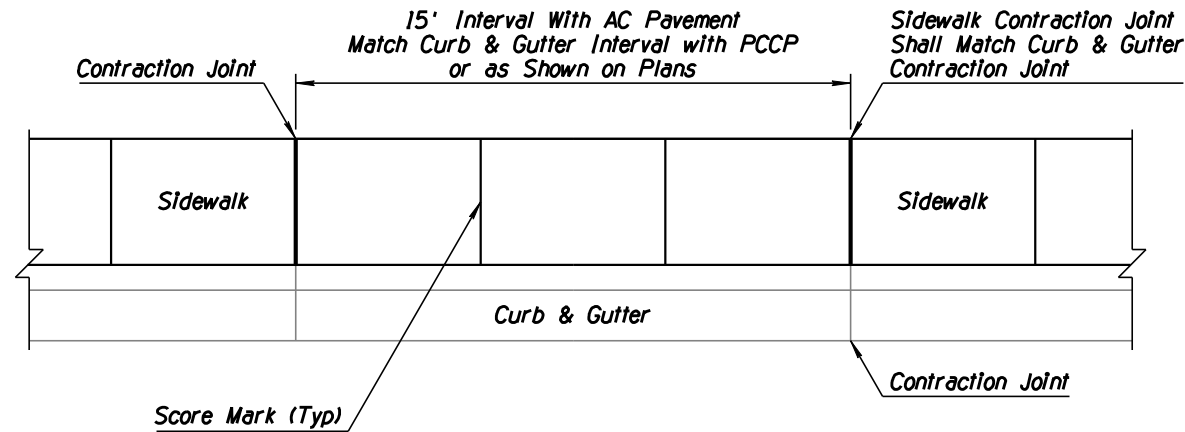 15' Interval With AC Pavement
Match Curb & Gutter Interval with PCCP
or as Shown on Plans
Sidewalk Contraction Joint
Shall Match Curb & Gutter
Contraction Joint
Contraction Joint
Sidewalk
Sidewalk
Curb & Gutter
Contraction Joint
Score Mark (Typ)